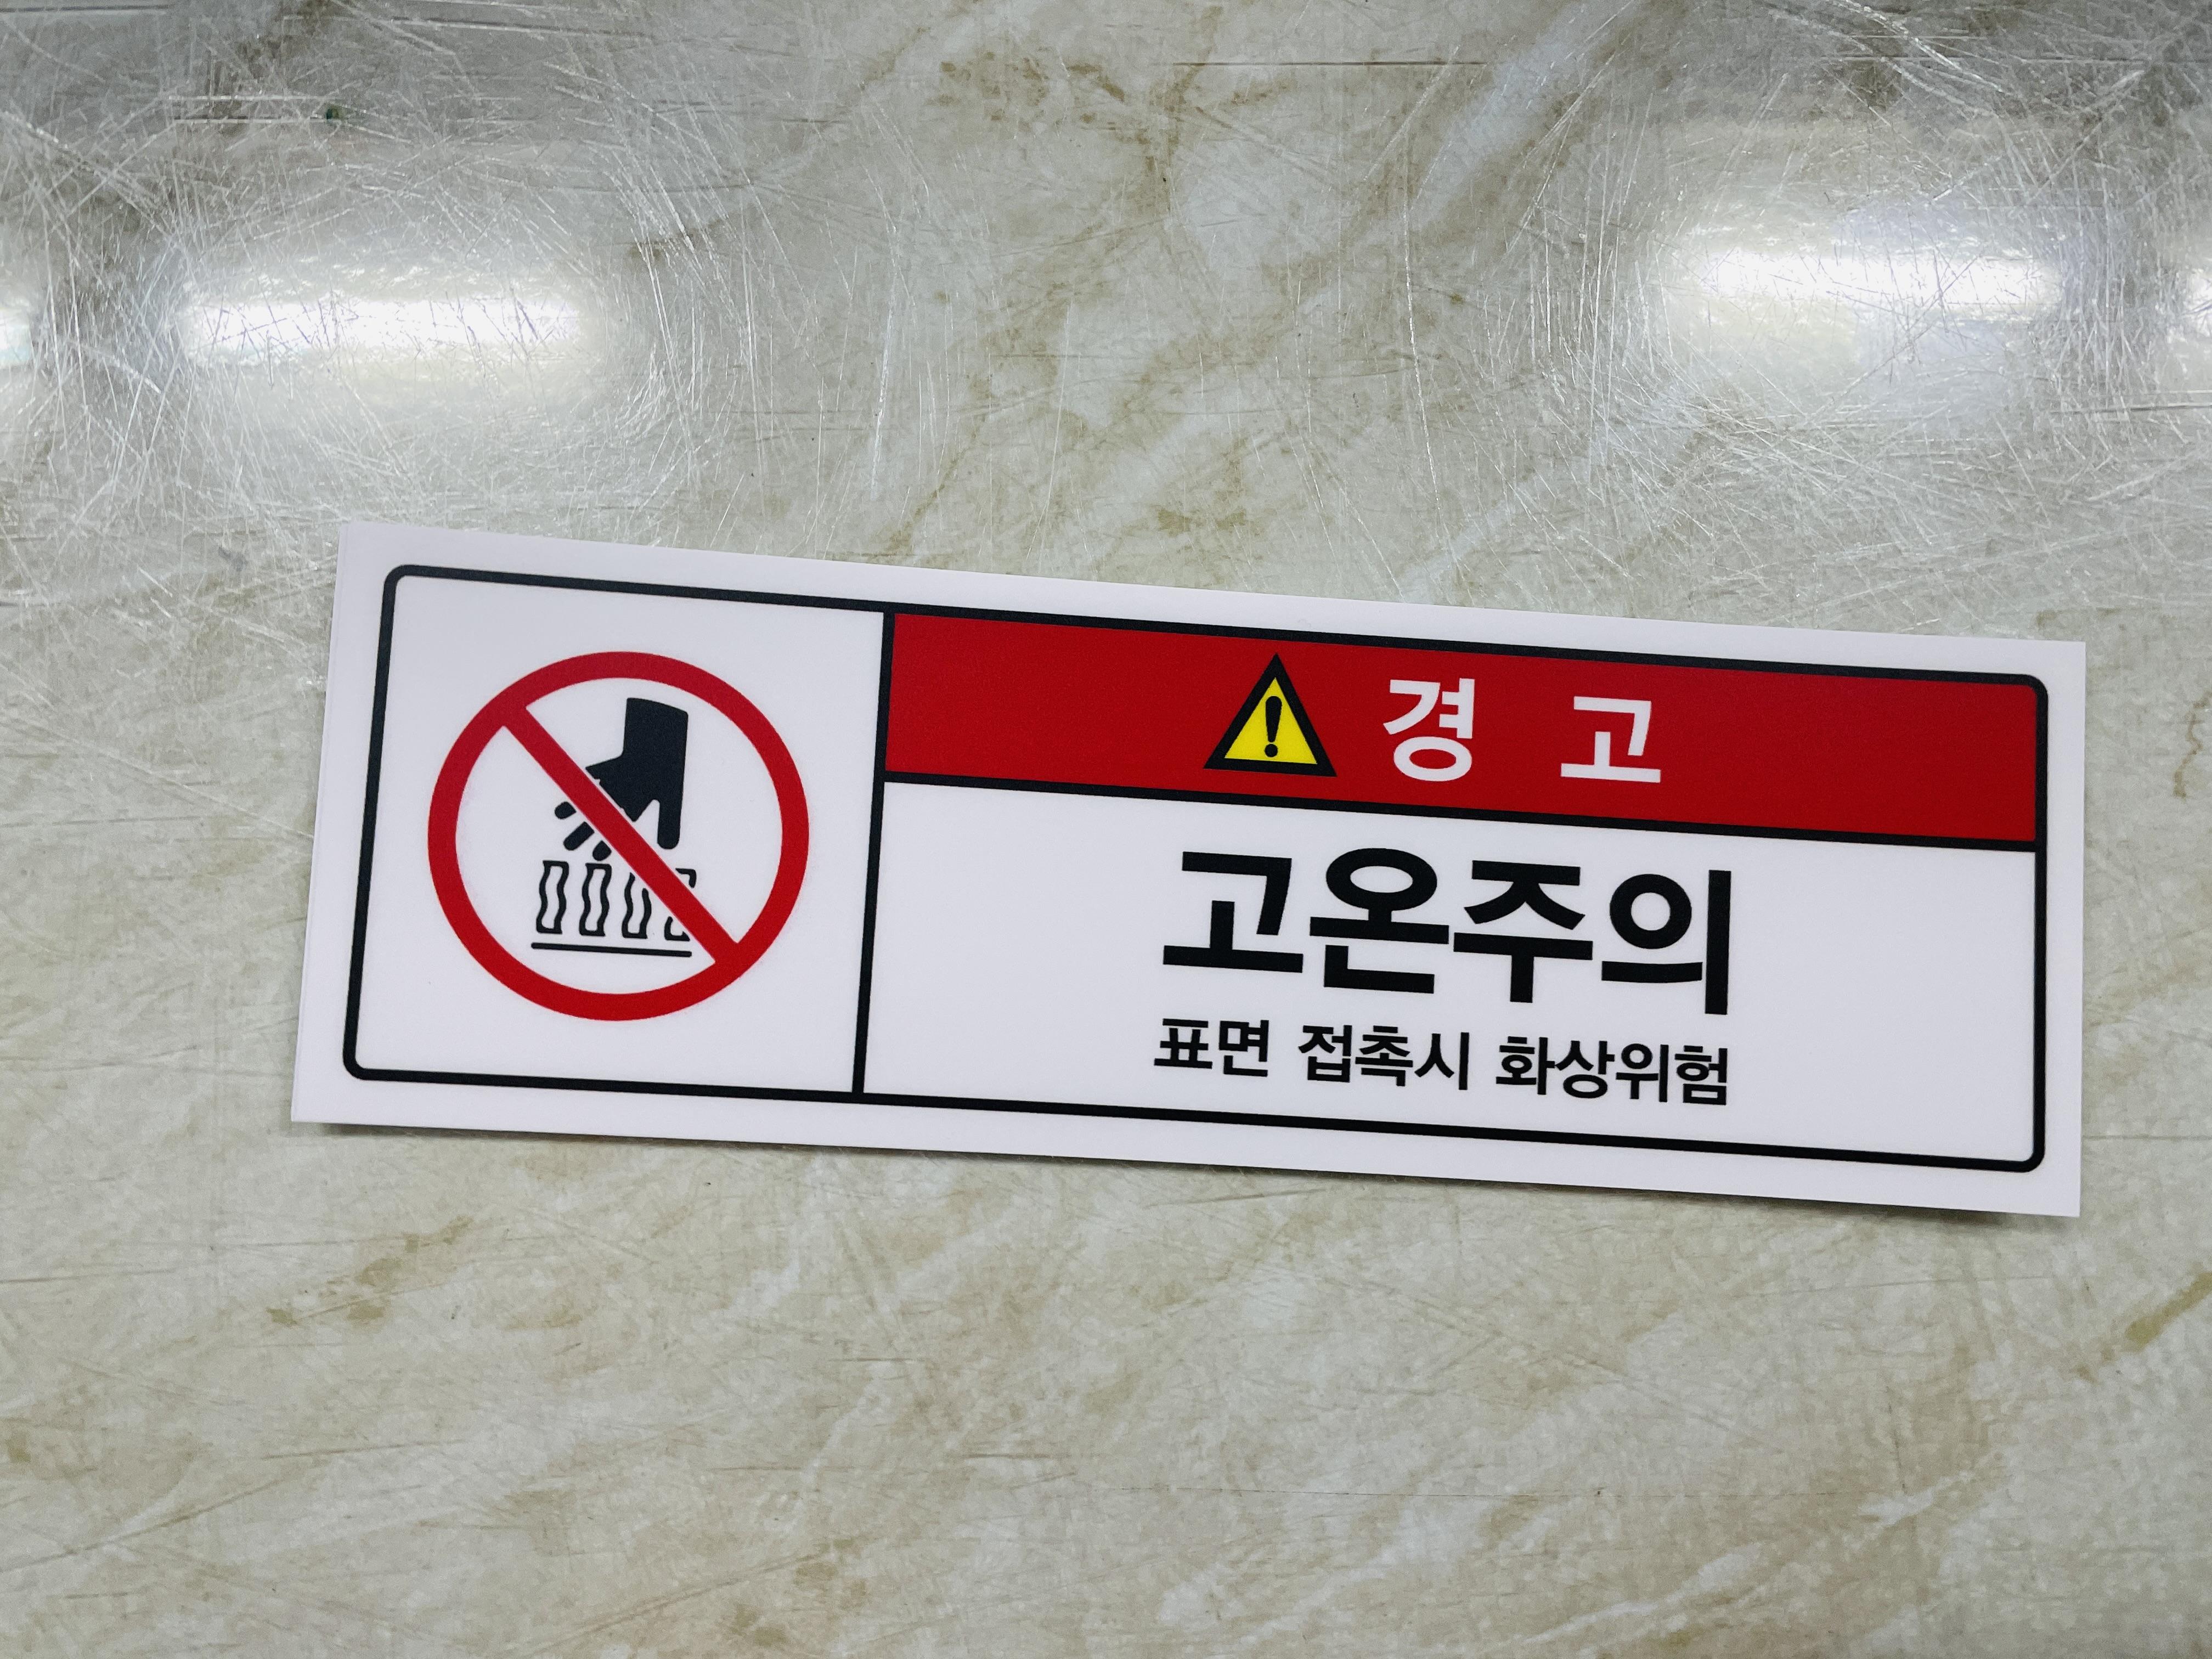 경 고
고온주의
표면 접촉시 화상위험